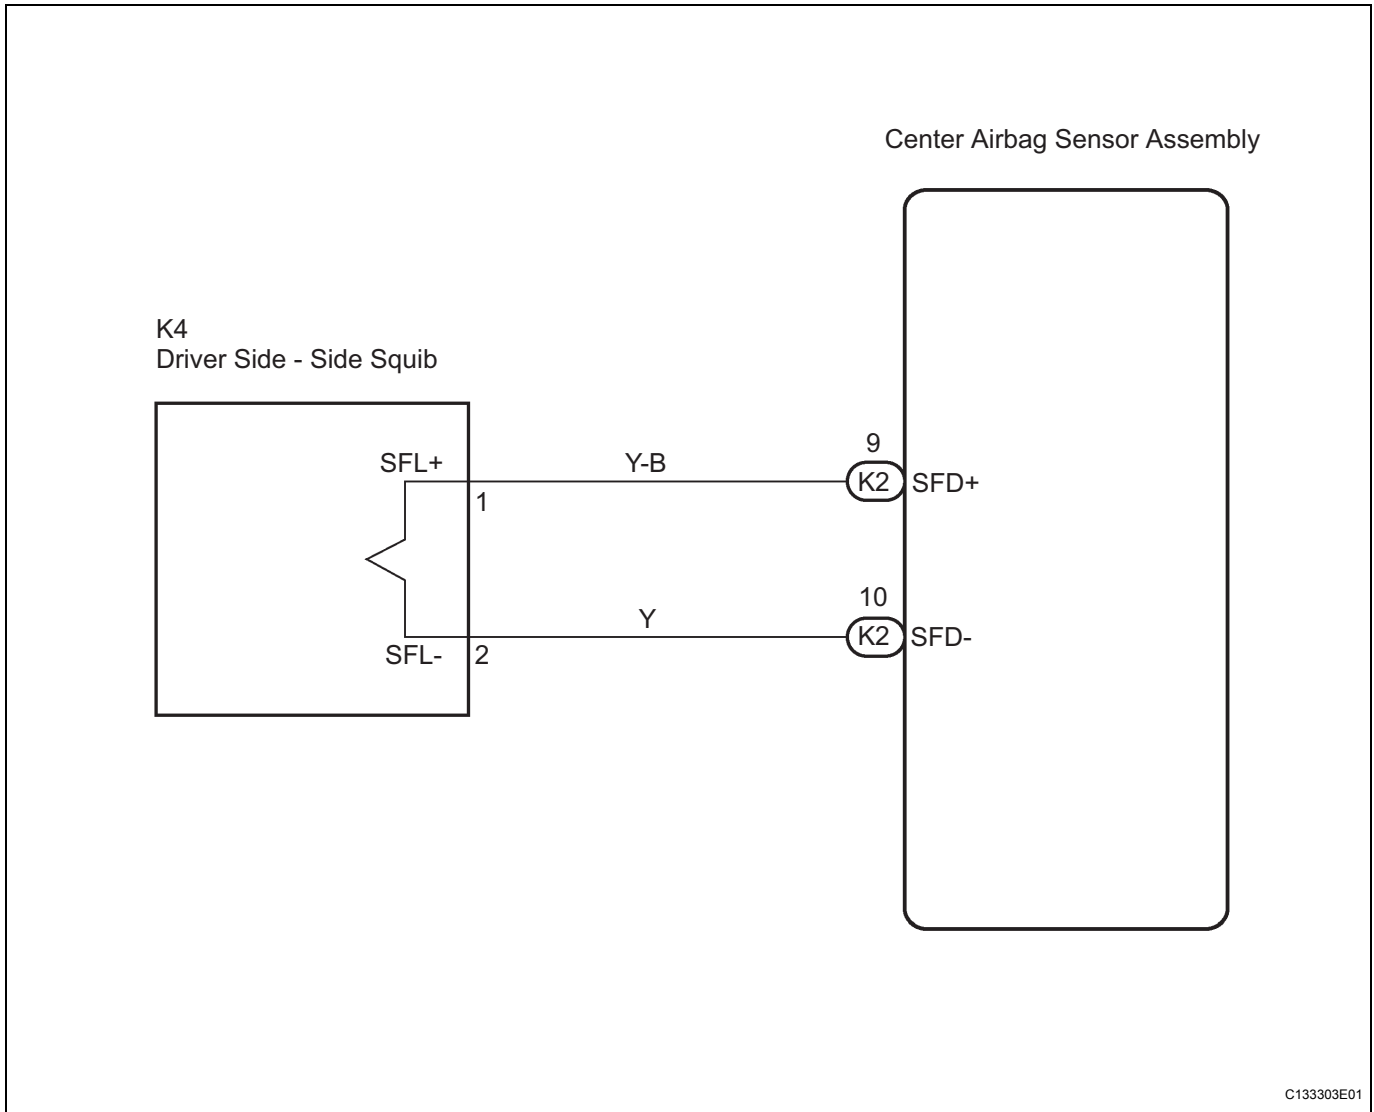 Center Airbag Sensor Assembly
K4
Driver Side - Side Squib
SFL+
1
Y-B
9
K2
SFD+
SFL-
2
Y
10
K2
SFD-
C133303E01